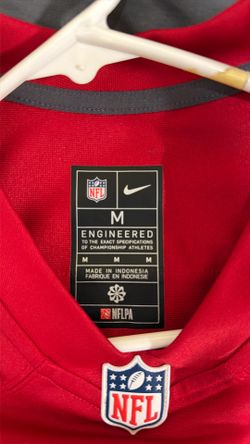 NFL
M
ENGINEERED
TO THE EXACT SPECIFICATIONS
OF CHAMPIONSHIP ATHLETES
M M M
MADE IN INDONESIA
FABRIQUÉ EN INDONESIE
NFLPA
NFL